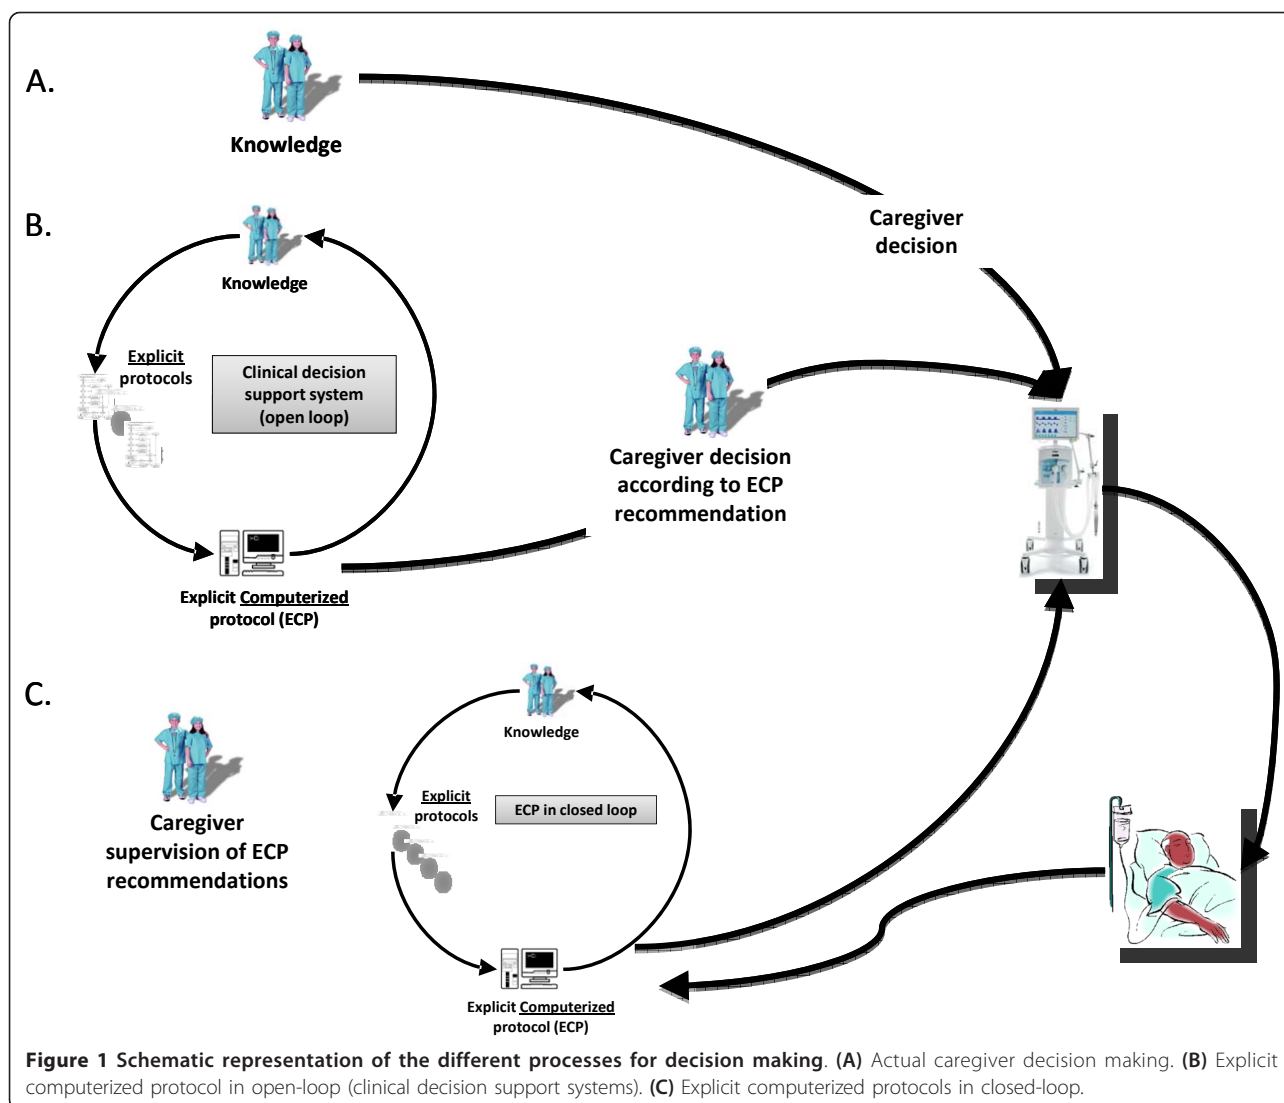 A.
Knowledge
Caregiver
decision
B.
Knowledge
Explicit
protocols
Clinical decision
support system
(open loop)
Explicit Computerized
protocol (ECP)
Caregiver decision
according to ECP
recommendation
C.
Caregiver
supervision of ECP
recommendations
Knowledge
Explicit
protocols
ECP in closed loop
Explicit Computerized
protocol (ECP)
Figure 1 Schematic representation of the different processes for decision making. (A) Actual caregiver decision making. (B) Explicit
computerized protocol in open-loop (clinical decision support systems). (C) Explicit computerized protocols in closed-loop.